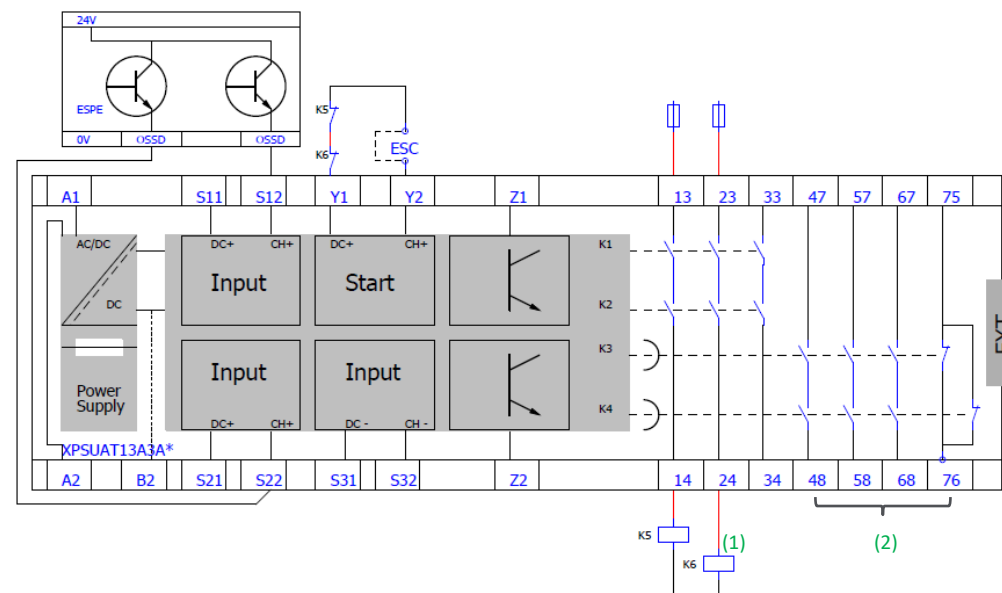 24V
ESPE
0V OSSD OSSD
K5
K6
ESC
A1 S11 S12 Y1 Y2 Z1 13 23 33 47 57 67 75
AC/DC
DC
DC+ CH+
Input
DC+ CH+
Start
K1
K2
K3
K4
EXT
Power
Supply
Input
DC+ CH+
Input
DC - CH -
XPSUAT13A3A*
A2 B2 S21 S22 S31 S32 Z2 14 24 34 48 58 68 76
K5
(1)
(2)
K6